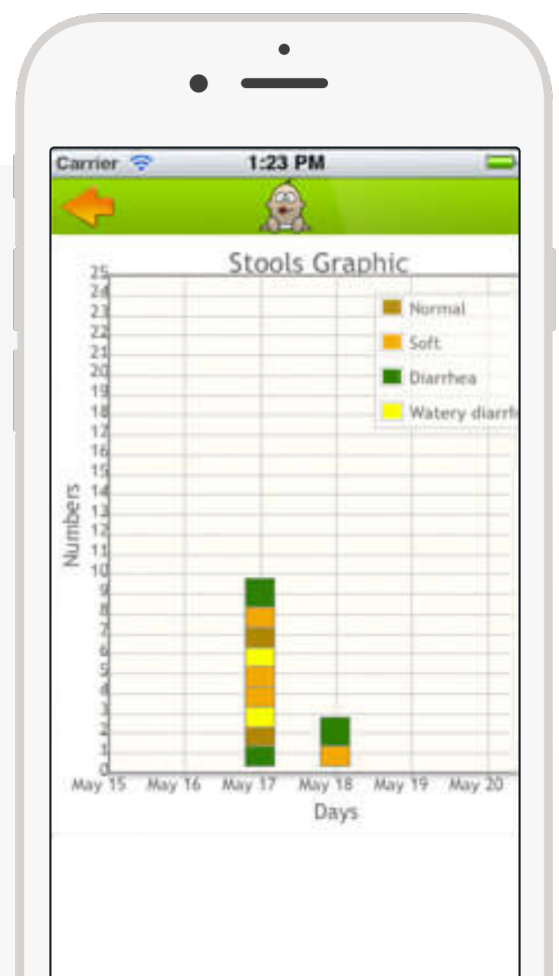 Carrier 1:23 PM
Stools Graphic
Normal
Soft
Diarrhea
Watery diarrh
Numbers
25
24
23
22
21
20
19
18
17
16
15
14
13
12
11
10
9
8
7
6
5
4
3
2
1
0
May 15 May 16 May 17 May 18 May 19 May 20
Days